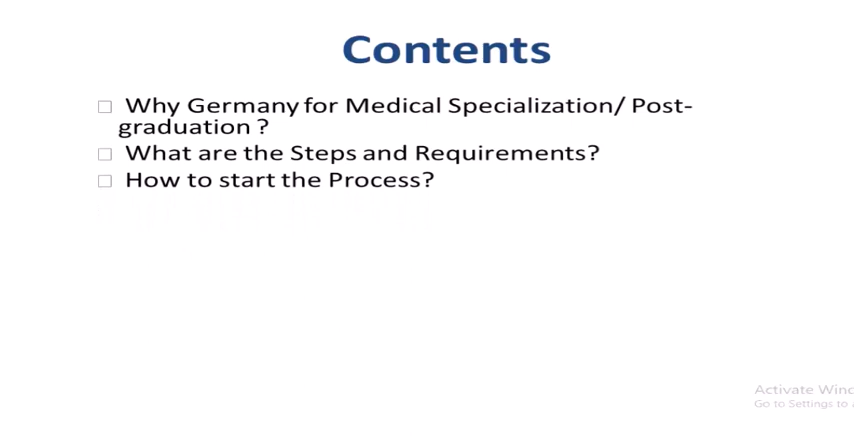 Contents
Why Germany for Medical Specialization/ Post-
graduation ?
What are the Steps and Requirements?
How to start the Process?
Activate Winc
Go to Settings to